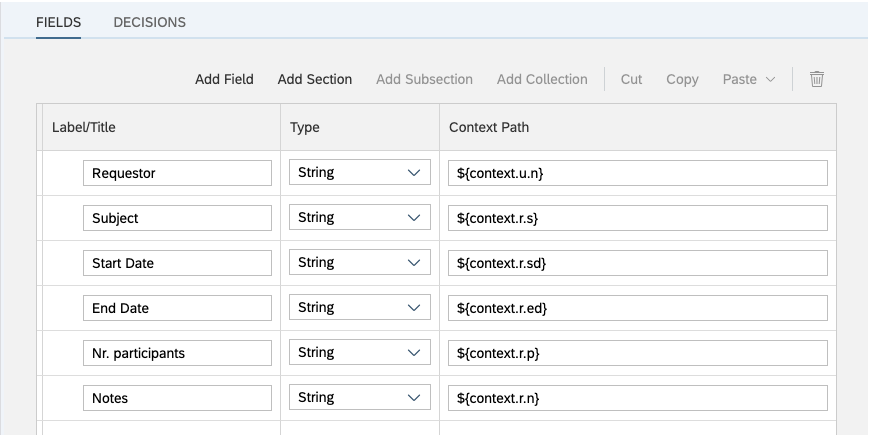 FIELDS DECISIONS
Add Field Add Section Add Subsection Add Collection Cut Copy Paste
Label/Title Type Context Path
Requestor String ${context.u.n}
Subject String ${context.r.s}
Start Date String ${context.r.sd}
End Date String ${context.r.ed}
Nr. participants String ${context.r.p}
Notes String ${context.r.n}